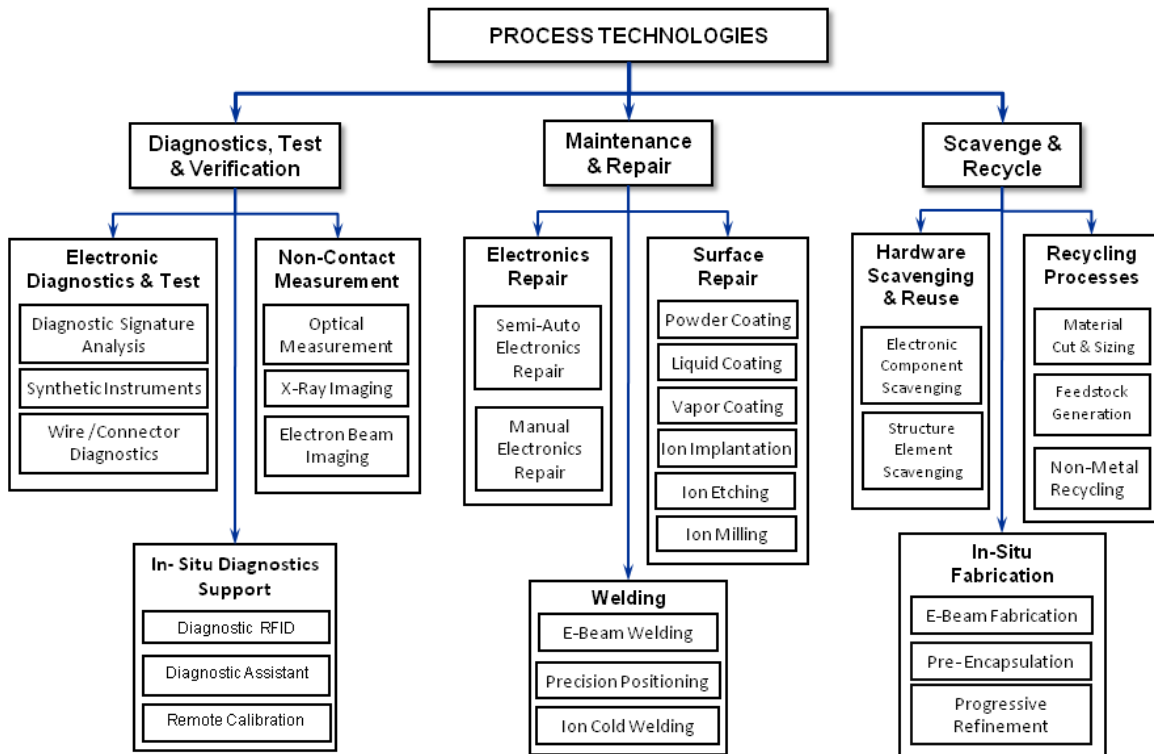 PROCESS TECHNOLOGIES
Diagnostics, Test
& Verification
Maintenance
& Repair
Scavenge &
Recycle
Electronic
Diagnostics & Test
Diagnostic Signature
Analysis
Synthetic Instruments
Wire /Connector
Diagnostics
Non-Contact
Measurement
Optical
Measurement
X-Ray Imaging
Electron Beam
Imaging
In- Situ Diagnostics
Support
Diagnostic RFID
Diagnostic Assistant
Remote Calibration
Electronics
Repair
Semi-Auto
Electronics
Repair
Manual
Electronics
Repair
Surface
Repair
Powder Coating
Liquid Coating
Vapor Coating
Ion Implantation
Ion Etching
Ion Milling
Welding
E-Beam Welding
Precision Positioning
Ion Cold Welding
Hardware
Scavenging
& Reuse
Electronic
Component
Scavenging
Structure
Element
Scavenging
Recycling
Processes
Material
Cut & Sizing
Feedstock
Generation
Non-Metal
Recycling
In-Situ
Fabrication
E-Beam Fabrication
Pre-Encapsulation
Progressive
Refinement